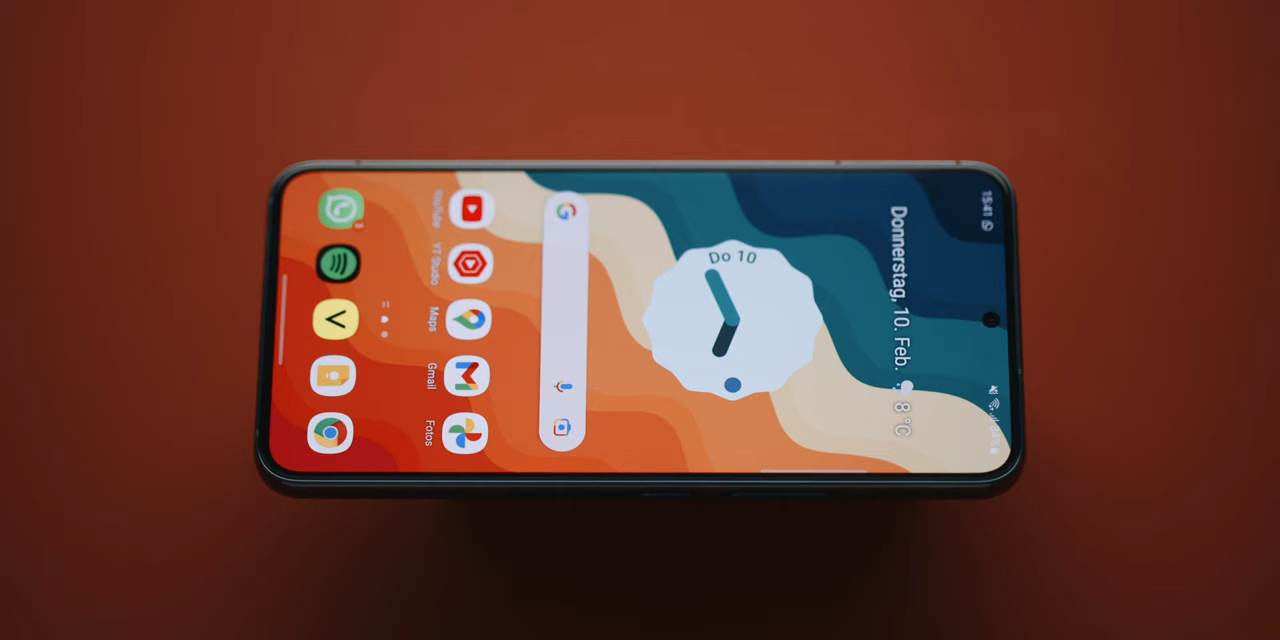 15:41
Donnerstag, 10. Feb. 8 °C
Do 10
YouTube YT Studio Maps Gmail Fotos